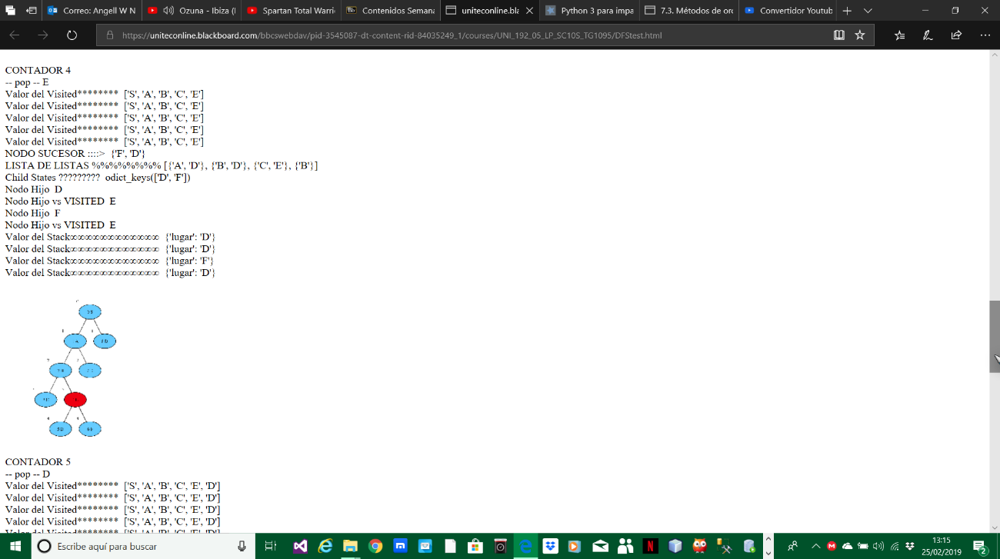 Correo: Angell W N
Ozuna - Ibiza (
Spartan Total Warri
Bb Contenidos Semana
uniteconline.bla
Python 3 para impa
7.3. Métodos de or
Convertidor Youtub
https://uniteconline.blackboard.com/bbcswebdav/pid-3545087-dt-content-rid-84035249_1/courses/UNI_192_05_LP_SC10S_TG1095/DFStest.html
CONTADOR 4
-- pop -- E
Valor del Visited******** ['S', 'A', 'B', 'C', 'E']
Valor del Visited******** ['S', 'A', 'B', 'C', 'E']
Valor del Visited******** ['S', 'A', 'B', 'C', 'E']
Valor del Visited******** ['S', 'A', 'B', 'C', 'E']
Valor del Visited******** ['S', 'A', 'B', 'C', 'E']
NODO SUCESOR ::::> {'F', 'D'}
LISTA DE LISTAS %%%%%%%% [{'A', 'D'}, {'B', 'D'}, {'C', 'E'}, {'B'}]
Child States ????????? odict_keys(['D', 'F'])
Nodo Hijo D
Nodo Hijo vs VISITED E
Nodo Hijo F
Nodo Hijo vs VISITED E
Valor del Stack∞∞∞∞∞∞∞∞∞∞∞∞ {'lugar': 'D'}
Valor del Stack∞∞∞∞∞∞∞∞∞∞∞∞ {'lugar': 'D'}
Valor del Stack∞∞∞∞∞∞∞∞∞∞∞∞ {'lugar': 'F'}
Valor del Stack∞∞∞∞∞∞∞∞∞∞∞∞ {'lugar': 'D'}
CONTADOR 5
-- pop -- D
Valor del Visited******** ['S', 'A', 'B', 'C', 'E', 'D']
Valor del Visited******** ['S', 'A', 'B', 'C', 'E', 'D']
Valor del Visited******** ['S', 'A', 'B', 'C', 'E', 'D']
Valor del Visited******** ['S', 'A', 'B', 'C', 'E', 'D']
Valor del Visited******** ['S', 'A', 'B', 'C', 'E', 'D']
Escribe aquí para buscar
13:15
25/02/2019
2